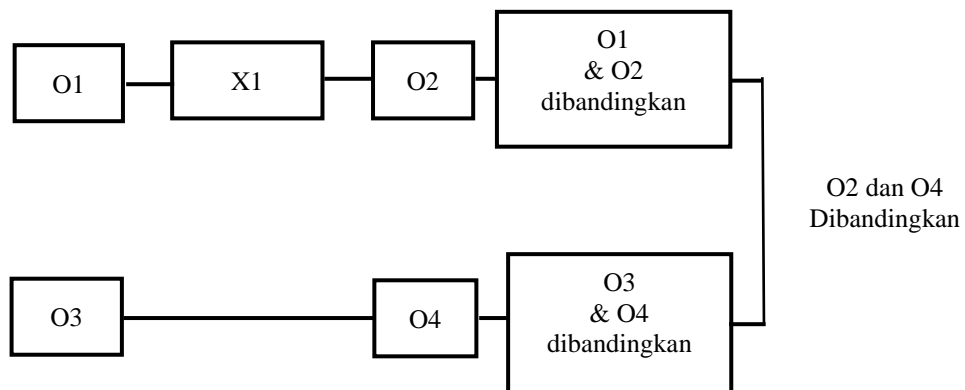 O1
X1
O2
O1
& O2
dibandingkan
O2 dan O4
Dibandingkan
O3
O4
O3
& O4
dibandingkan